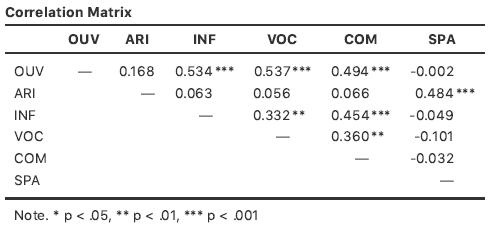 Correlation Matrix
OUV ARI INF VOC COM SPA
OUV — 0.168 0.534 *** 0.537 *** 0.494 *** -0.002
ARI — 0.063 0.056 0.066 0.484 ***
INF — 0.332 ** 0.454 *** -0.049
VOC — 0.360 ** -0.101
COM — -0.032
SPA —
Note. * p < .05, ** p < .01, *** p < .001